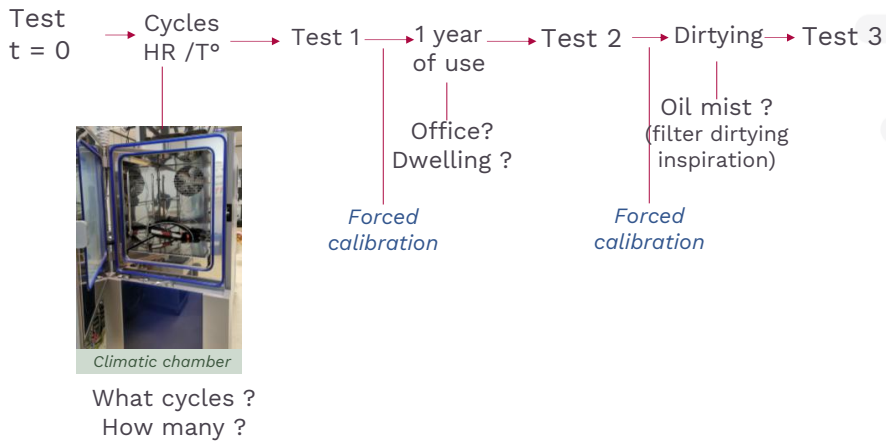 Test
t = 0
Cycles
HR /T°
Test 1
1 year
of use
Test 2
Dirtying
Test 3
Office?
Dwelling ?
Oil mist ?
(filter dirtying
inspiration)
Forced
calibration
Forced
calibration
Climatic chamber
What cycles ?
How many ?